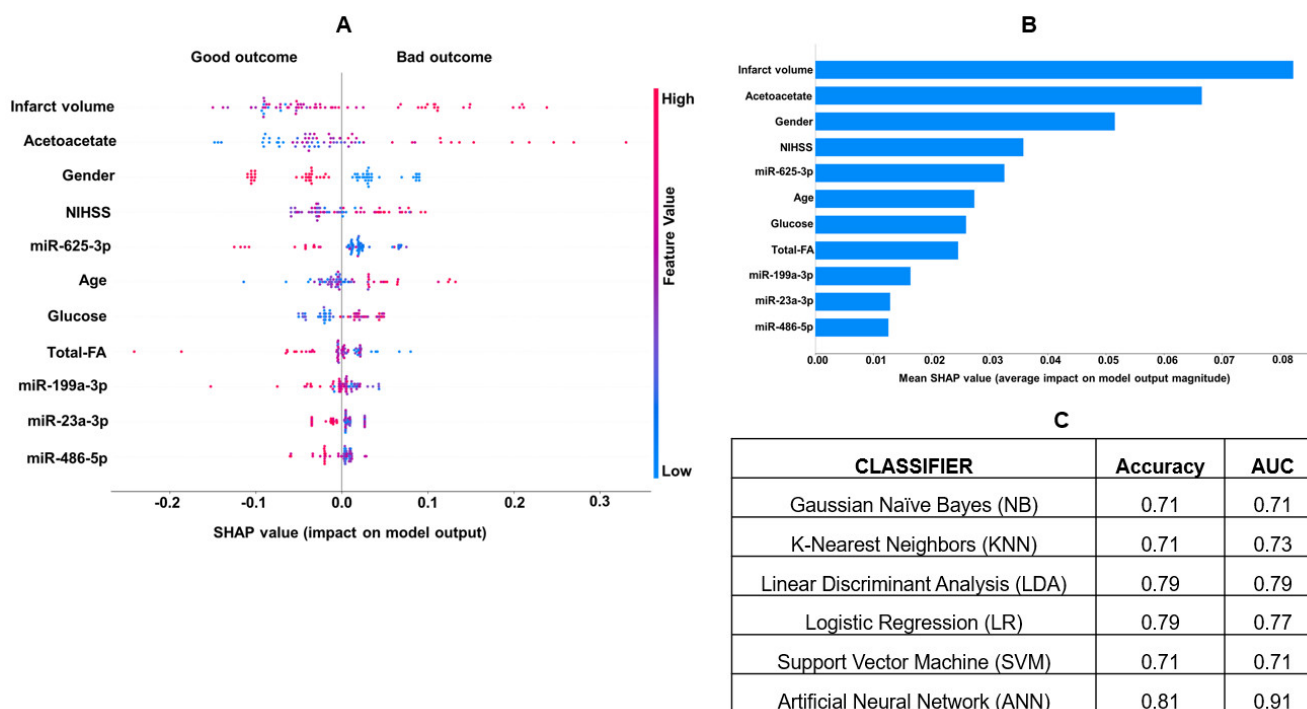 A
Good outcome Bad outcome
Infarct volume
Acetoacetate
Gender
NIHSS
miR-625-3p
Age
Glucose
Total-FA
miR-199a-3p
miR-23a-3p
miR-486-5p
High
Feature Value
Low
-0.2 -0.1 0.0 0.1 0.2 0.3
SHAP value (impact on model output)
B
Infarct volume
Acetoacetate
Gender
NIHSS
miR-625-3p
Age
Glucose
Total-FA
miR-199a-3p
miR-23a-3p
miR-486-5p
0.00 0.01 0.02 0.03 0.04 0.05 0.06 0.07 0.08
Mean SHAP value (average impact on model output magnitude)
C
CLASSIFIER Accuracy AUC
Gaussian Naïve Bayes (NB) 0.71 0.71
K-Nearest Neighbors (KNN) 0.71 0.73
Linear Discriminant Analysis (LDA) 0.79 0.79
Logistic Regression (LR) 0.79 0.77
Support Vector Machine (SVM) 0.71 0.71
Artificial Neural Network (ANN) 0.81 0.91